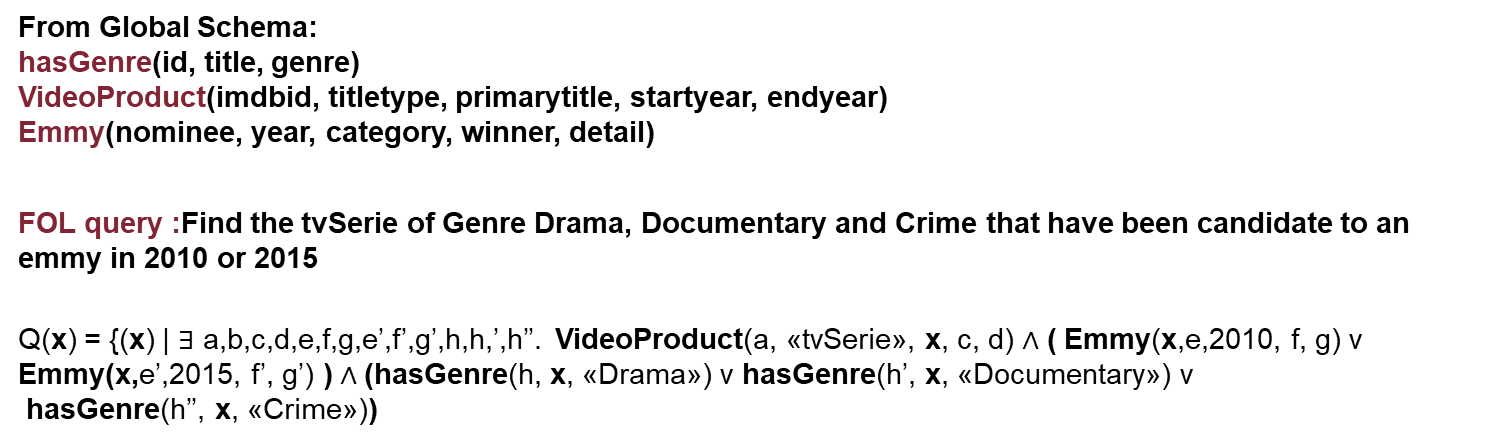 From Global Schema:
hasGenre(id, title, genre)
VideoProduct(imdbid, titletype, primarytitle, startyear, endyear)
Emmy(nominee, year, category, winner, detail)
FOL query :Find the tvSerie of Genre Drama, Documentary and Crime that have been candidate to an
emmy in 2010 or 2015
Q(x) = {(x) | ∃ a,b,c,d,e,f,g,e’,f’,g’,h,h,’,h”. VideoProduct(a, «tvSerie», x, c, d) ∧ ( Emmy(x,e,2010, f, g) v
Emmy(x,e’,2015, f’, g’) ) ∧ (hasGenre(h, x, «Drama») v hasGenre(h’, x, «Documentary») v
hasGenre(h”, x, «Crime»))